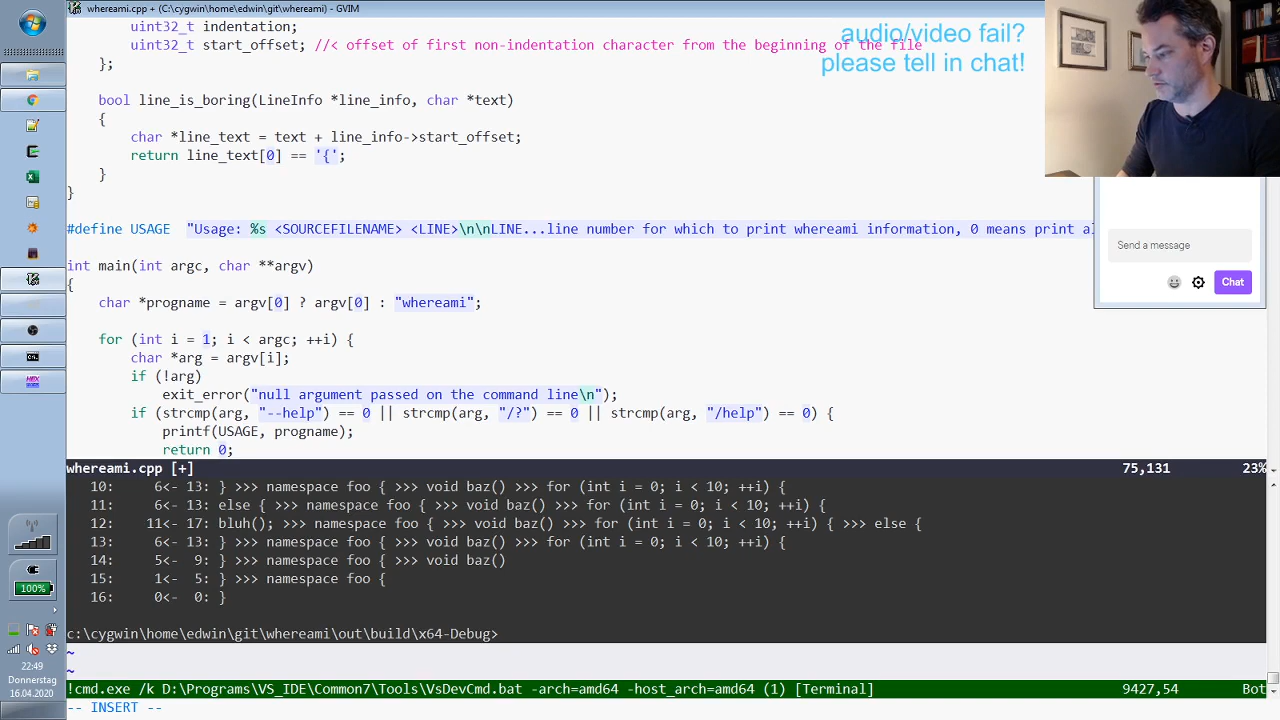 whereami.cpp + (C:\cygwin\home\edwin\git\whereami) - GVIM
uint32_t indentation;
uint32_t start_offset; //< offset of first non-indentation character from the beginning of the file
};
bool line_is_boring(LineInfo *line_info, char *text)
{
char *line_text = text + line_info->start_offset;
return line_text[0] == '{';
}
}
#define USAGE "Usage: %s <SOURCEFILENAME> <LINE>\n\nLINE...line number for which to print whereami information, 0 means print al
int main(int argc, char **argv)
{
char *progname = argv[0] ? argv[0] : "whereami";
for (int i = 1; i < argc; ++i) {
char *arg = argv[i];
if (!arg)
exit_error("null argument passed on the command line\n");
if (strcmp(arg, "--help") == 0 || strcmp(arg, "/?") == 0 || strcmp(arg, "/help") == 0) {
printf(USAGE, progname);
return 0;
whereami.cpp [+] 75,131 23%
10: 6<- 13: } >>> namespace foo { >>> void baz() >>> for (int i = 0; i < 10; ++i) {
11: 6<- 13: else { >>> namespace foo { >>> void baz() >>> for (int i = 0; i < 10; ++i) {
12: 11<- 17: bluh(); >>> namespace foo { >>> void baz() >>> for (int i = 0; i < 10; ++i) { >>> else {
13: 6<- 13: } >>> namespace foo { >>> void baz() >>> for (int i = 0; i < 10; ++i) {
14: 5<- 9: } >>> namespace foo { >>> void baz()
15: 1<- 5: } >>> namespace foo {
16: 0<- 0: }
c:\cygwin\home\edwin\git\whereami\out\build\x64-Debug>
~
~
!cmd.exe /k D:\Programs\VS_IDE\Common7\Tools\VsDevCmd.bat -arch=amd64 -host_arch=amd64 (1) [Terminal] 9427,54 Bot
-- INSERT --
audio/video fail?
please tell in chat!
Send a message
Chat
100%
22:49
Donnerstag
16.04.2020